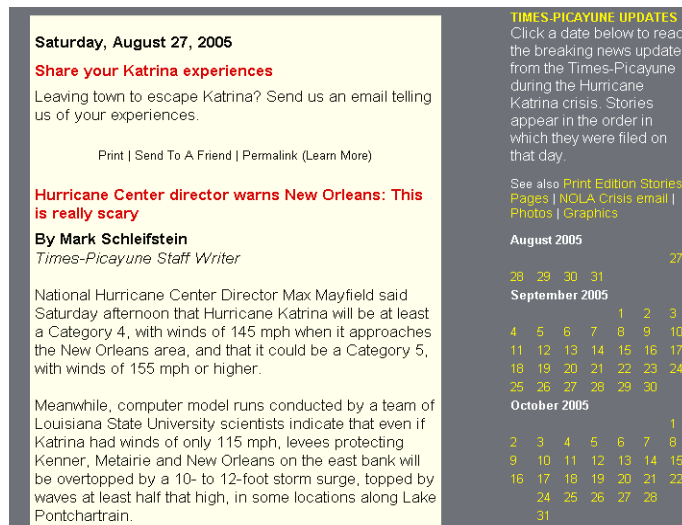 Saturday, August 27, 2005
Share your Katrina experiences
Leaving town to escape Katrina? Send us an email telling
us of your experiences.
Print | Send To A Friend | Permalink (Learn More)
Hurricane Center director warns New Orleans: This
is really scary
By Mark Schleifstein
Times-Picayune Staff Writer
National Hurricane Center Director Max Mayfield said
Saturday afternoon that Hurricane Katrina will be at least
a Category 4, with winds of 145 mph when it approaches
the New Orleans area, and that it could be a Category 5,
with winds of 155 mph or higher.
Meanwhile, computer model runs conducted by a team of
Louisiana State University scientists indicate that even if
Katrina had winds of only 115 mph, levees protecting
Kenner, Metairie and New Orleans on the east bank will
be overtopped by a 10- to 12-foot storm surge, topped by
waves at least half that high, in some locations along Lake
Pontchartrain.
TIMES-PICAYUNE UPDATES
Click a date below to read
the breaking news update
from the Times-Picayune
during the Hurricane
Katrina crisis. Stories
appear in the order in
which they were filed on
that day.
See also Print Edition Stories
Pages | NOLA Crisis email |
Photos | Graphics
August 2005
27
28 29 30 31
September 2005
1 2 3
4 5 6 7 8 9 10
11 12 13 14 15 16 17
18 19 20 21 22 23 24
25 26 27 28 29 30
October 2005
1
2 3 4 5 6 7 8
9 10 11 12 13 14 15
16 17 18 19 20 21 22
24 25 26 27 28
31